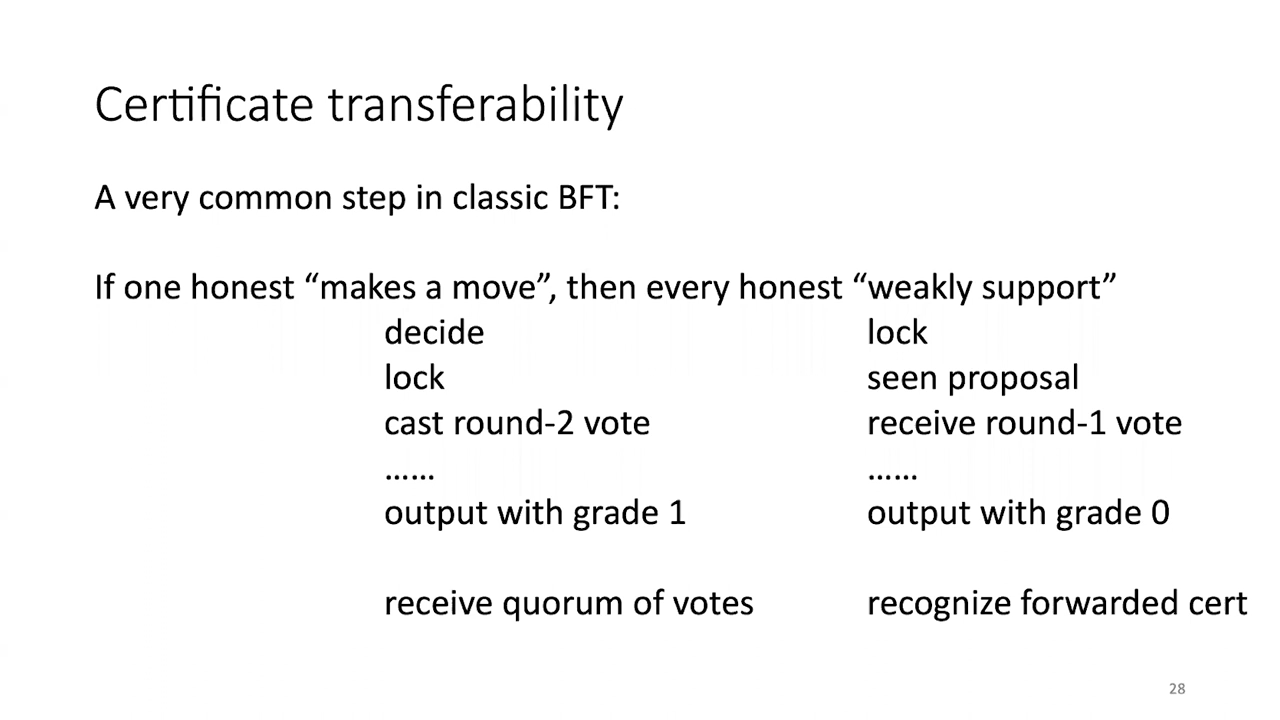 Certificate transferability
A very common step in classic BFT:
If one honest “makes a move”, then every honest “weakly support”
decide lock
lock seen proposal
cast round-2 vote receive round-1 vote
…… ……
output with grade 1 output with grade 0
receive quorum of votes recognize forwarded cert
28